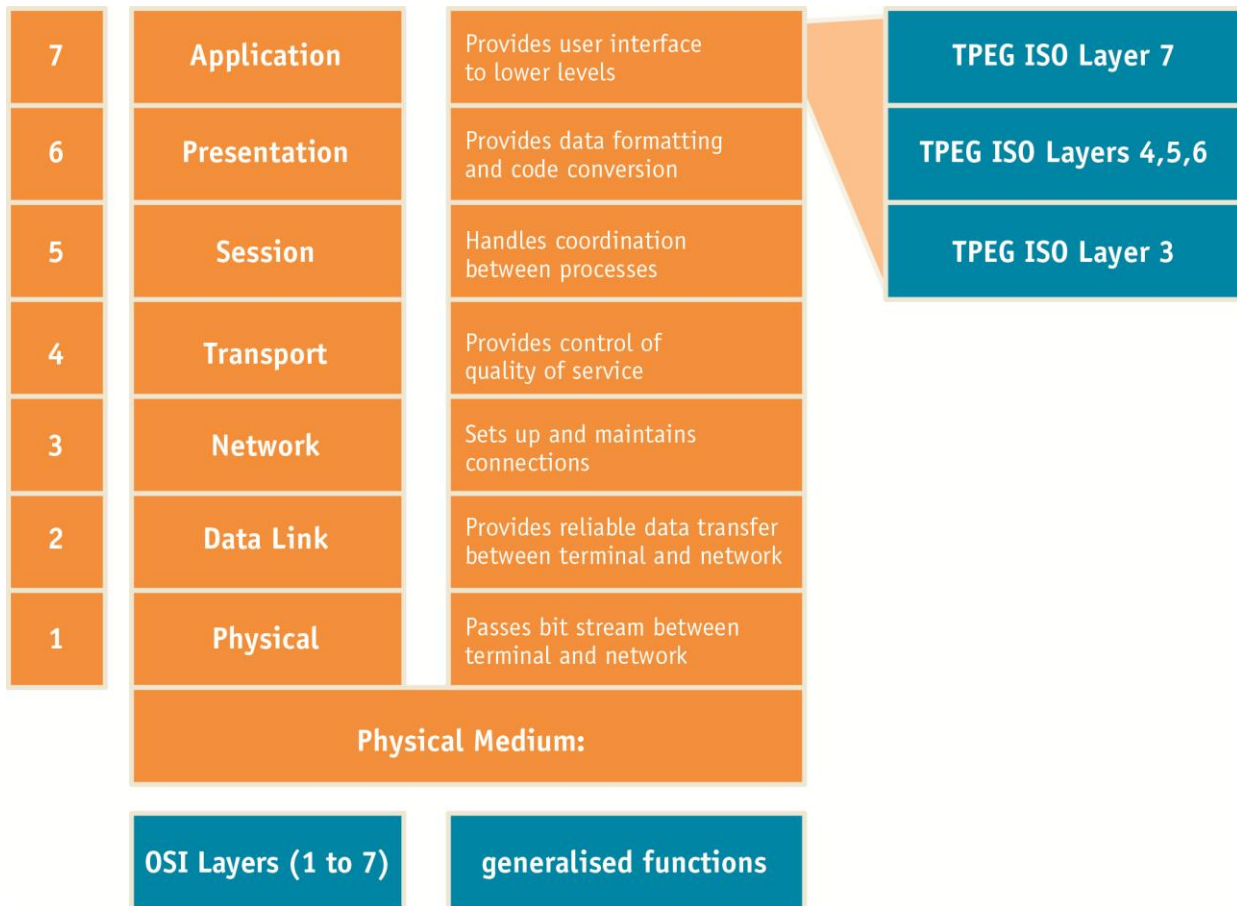 7
Application
Provides user interface
to lower levels
TPEG ISO Layer 7
6
Presentation
Provides data formatting
and code conversion
TPEG ISO Layers 4,5,6
5
Session
Handles coordination
between processes
TPEG ISO Layer 3
4
Transport
Provides control of
quality of service
3
Network
Sets up and maintains
connections
2
Data Link
Provides reliable data transfer
between terminal and network
1
Physical
Passes bit stream between
terminal and network
Physical Medium:
OSI Layers (1 to 7)
generalised functions